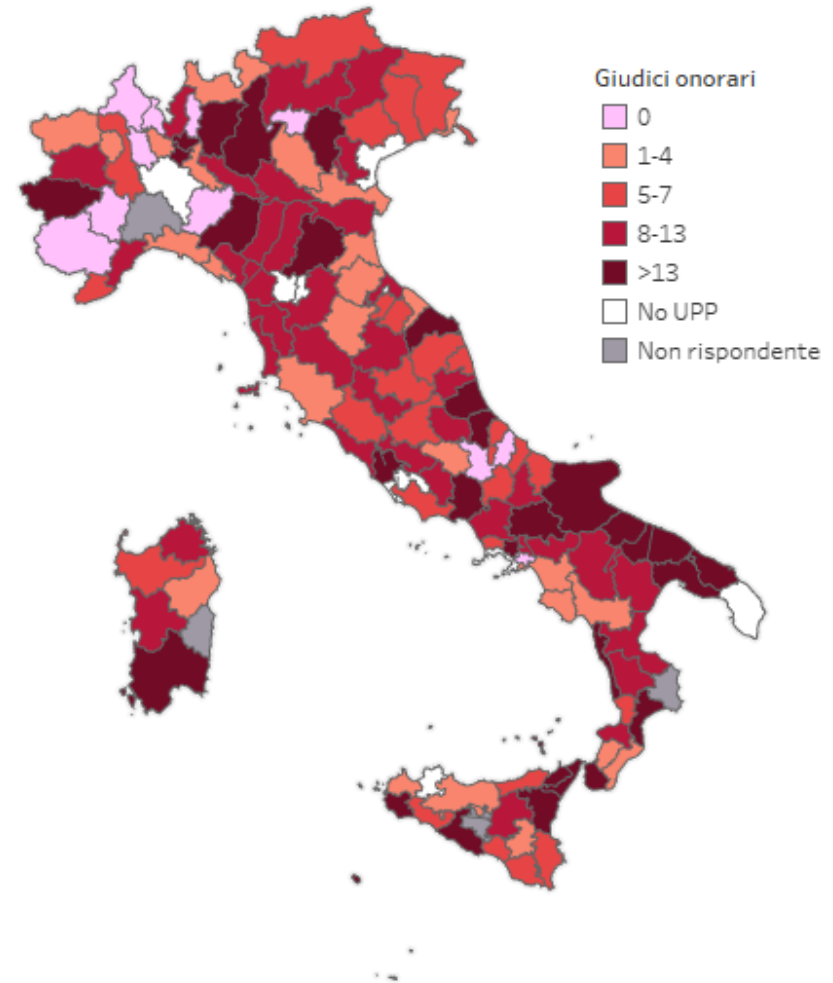 Giudici onorari
0
1-4
5-7
8-13
>13
No UPP
Non rispondente